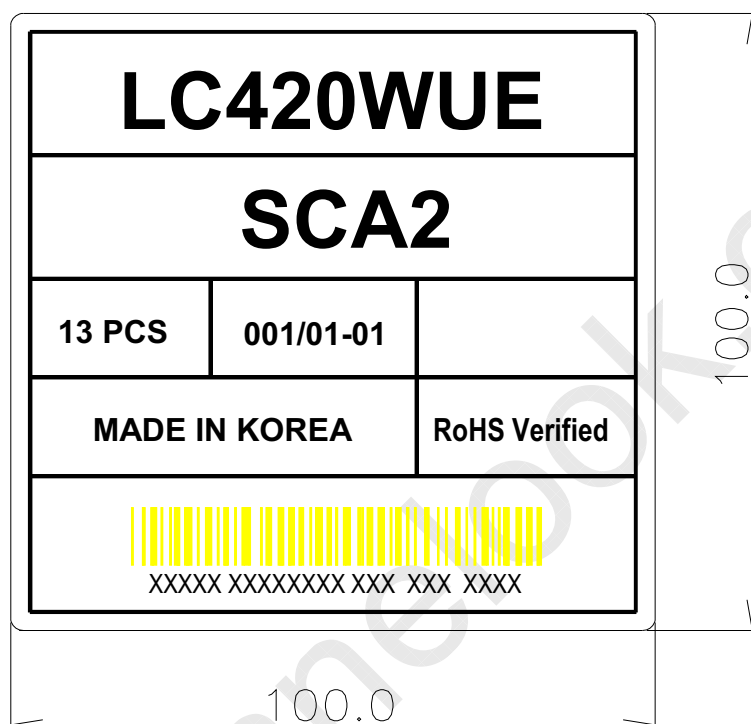 LC420WUE
SCA2
13 PCS 001/01-01
MADE IN KOREA RoHS Verified
XXXXX XXXXXXXX XXX XXX XXXX
100.0
100.0